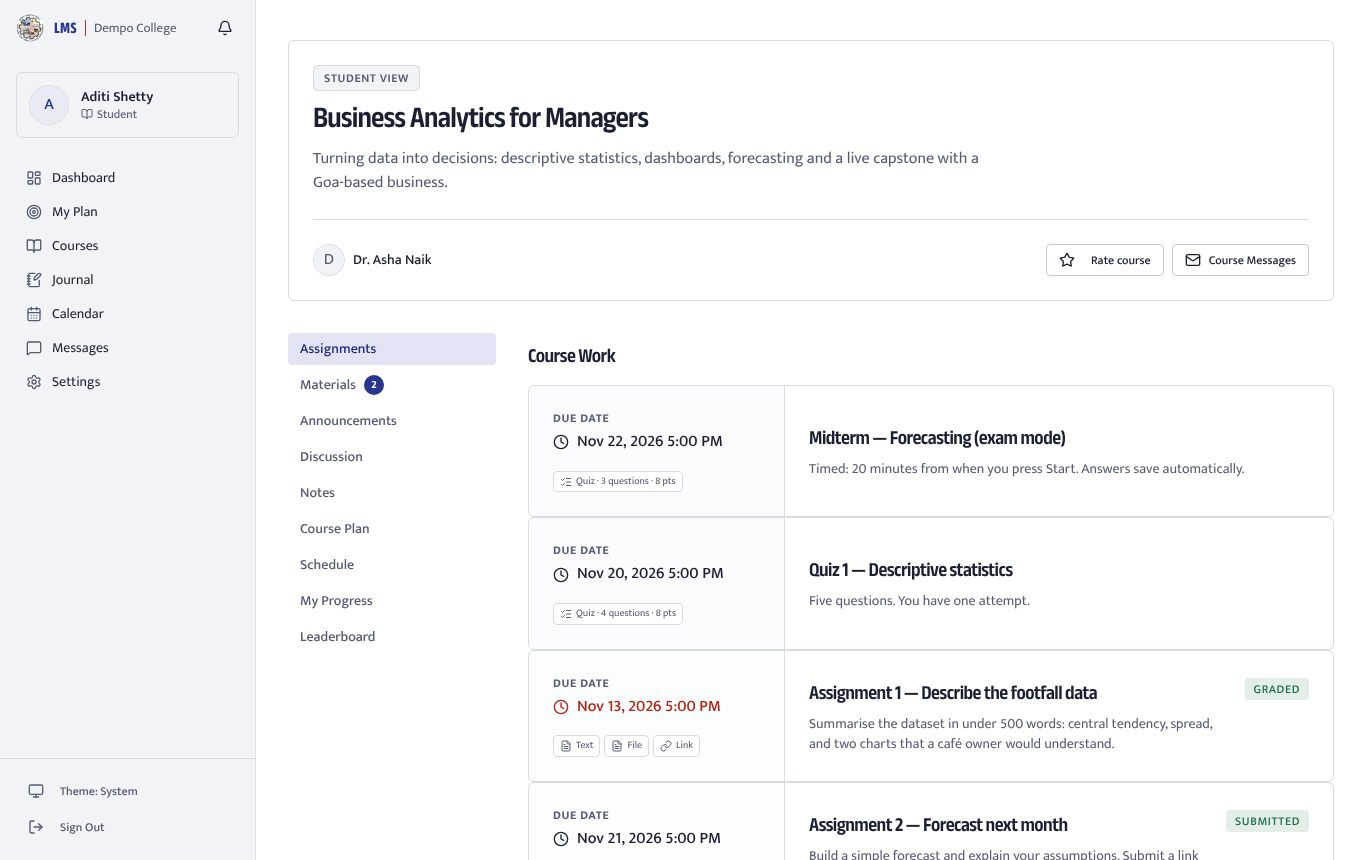 LMS | Dempo College
A
Aditi Shetty
Student
Dashboard
My Plan
Courses
Journal
Calendar
Messages
Settings
Theme: System
Sign Out
STUDENT VIEW
Business Analytics for Managers
Turning data into decisions: descriptive statistics, dashboards, forecasting and a live capstone with a
Goa-based business.
D
Dr. Asha Naik
Rate course
Course Messages
Assignments
Materials 2
Announcements
Discussion
Notes
Course Plan
Schedule
My Progress
Leaderboard
Course Work
DUE DATE
Nov 22, 2026 5:00 PM
Quiz · 3 questions · 8 pts
Midterm — Forecasting (exam mode)
Timed: 20 minutes from when you press Start. Answers save automatically.
DUE DATE
Nov 20, 2026 5:00 PM
Quiz · 4 questions · 8 pts
Quiz 1 — Descriptive statistics
Five questions. You have one attempt.
DUE DATE
Nov 13, 2026 5:00 PM
Text
File
Link
Assignment 1 — Describe the footfall data
GRADED
Summarise the dataset in under 500 words: central tendency, spread,
and two charts that a café owner would understand.
DUE DATE
Nov 21, 2026 5:00 PM
Assignment 2 — Forecast next month
SUBMITTED
Build a simple forecast and explain your assumptions. Submit a link